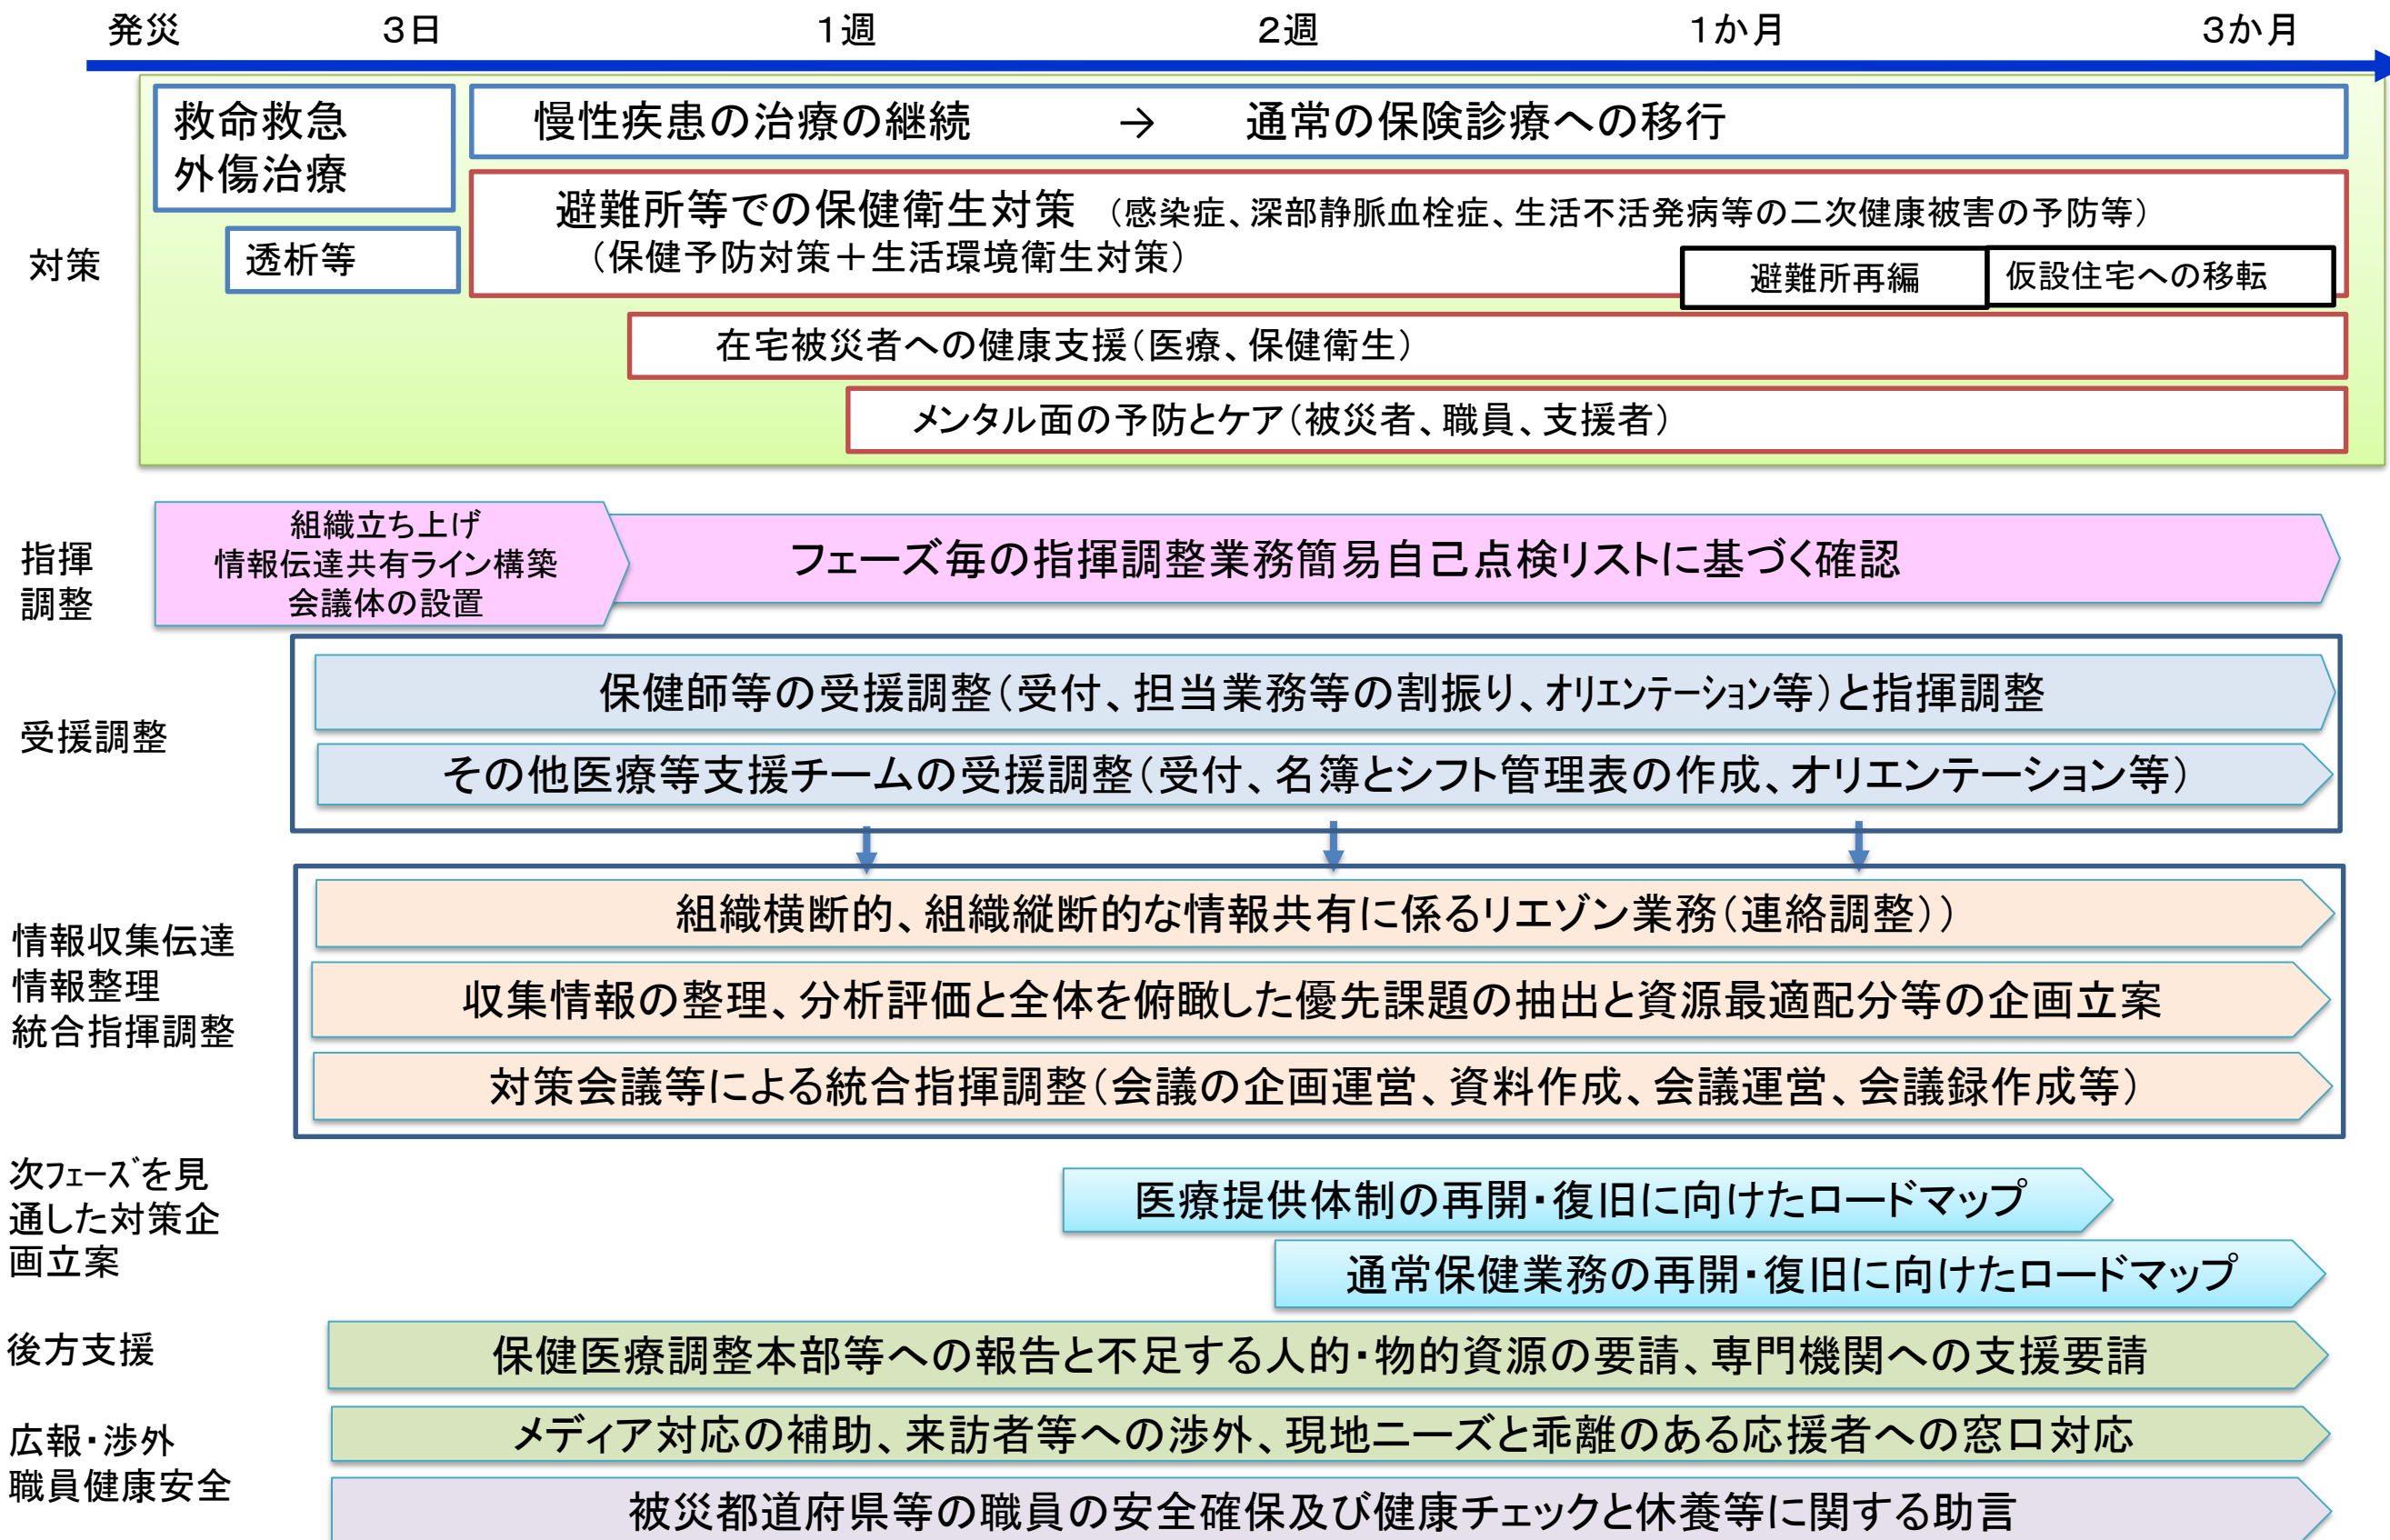 発災 3日 1週 2週 1か月 3か月
対策
救命救急
外傷治療
慢性疾患の治療の継続 → 通常の保険診療への移行
透析等
避難所等での保健衛生対策 （感染症、深部静脈血栓症、生活不活発病等の二次健康被害の予防等）
（保健予防対策＋生活環境衛生対策）
避難所再編 仮設住宅への移転
在宅被災者への健康支援（医療、保健衛生）
メンタル面の予防とケア（被災者、職員、支援者）
指揮
調整
組織立ち上げ
情報伝達共有ライン構築
会議体の設置
フェーズ毎の指揮調整業務簡易自己点検リストに基づく確認
受援調整
保健師等の受援調整（受付、担当業務等の割振り、ｵﾘｴﾝﾃｰｼｮﾝ等）と指揮調整
その他医療等支援チームの受援調整（受付、名簿とシフト管理表の作成、オリエンテーション等）
情報収集伝達
情報整理
統合指揮調整
組織横断的、組織縦断的な情報共有に係るリエゾン業務（連絡調整））
収集情報の整理、分析評価と全体を俯瞰した優先課題の抽出と資源最適配分等の企画立案
対策会議等による統合指揮調整（会議の企画運営、資料作成、会議運営、会議録作成等）
次ﾌｪｰｽﾞを見
通した対策企
画立案
医療提供体制の再開・復旧に向けたロードマップ
通常保健業務の再開・復旧に向けたロードマップ
後方支援
保健医療調整本部等への報告と不足する人的・物的資源の要請、専門機関への支援要請
広報・渉外
職員健康安全
メディア対応の補助、来訪者等への渉外、現地ニーズと乖離のある応援者への窓口対応
被災都道府県等の職員の安全確保及び健康チェックと休養等に関する助言